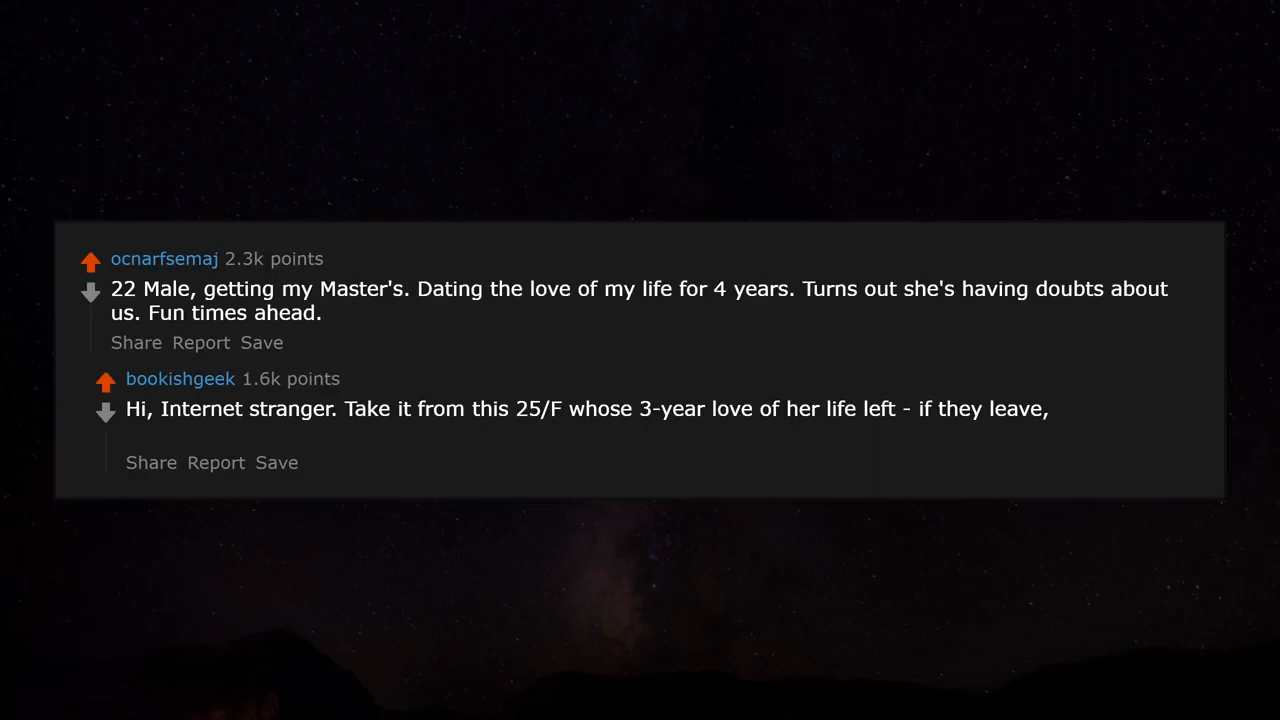 ocnarfsemaj 2.3k points
22 Male, getting my Master's. Dating the love of my life for 4 years. Turns out she's having doubts about
us. Fun times ahead.
Share Report Save
bookishgeek 1.6k points
Hi, Internet stranger. Take it from this 25/F whose 3-year love of her life left - if they leave,
Share Report Save